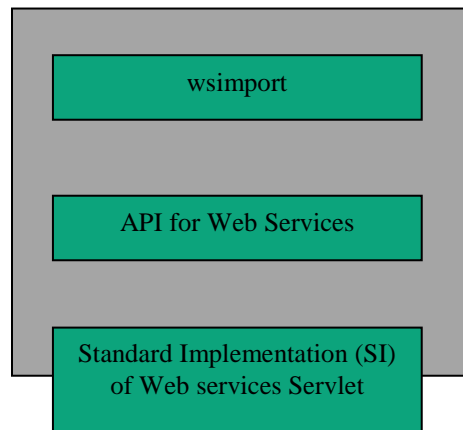 wsimport
API for Web Services
Standard Implementation (SI)
of Web services Servlet